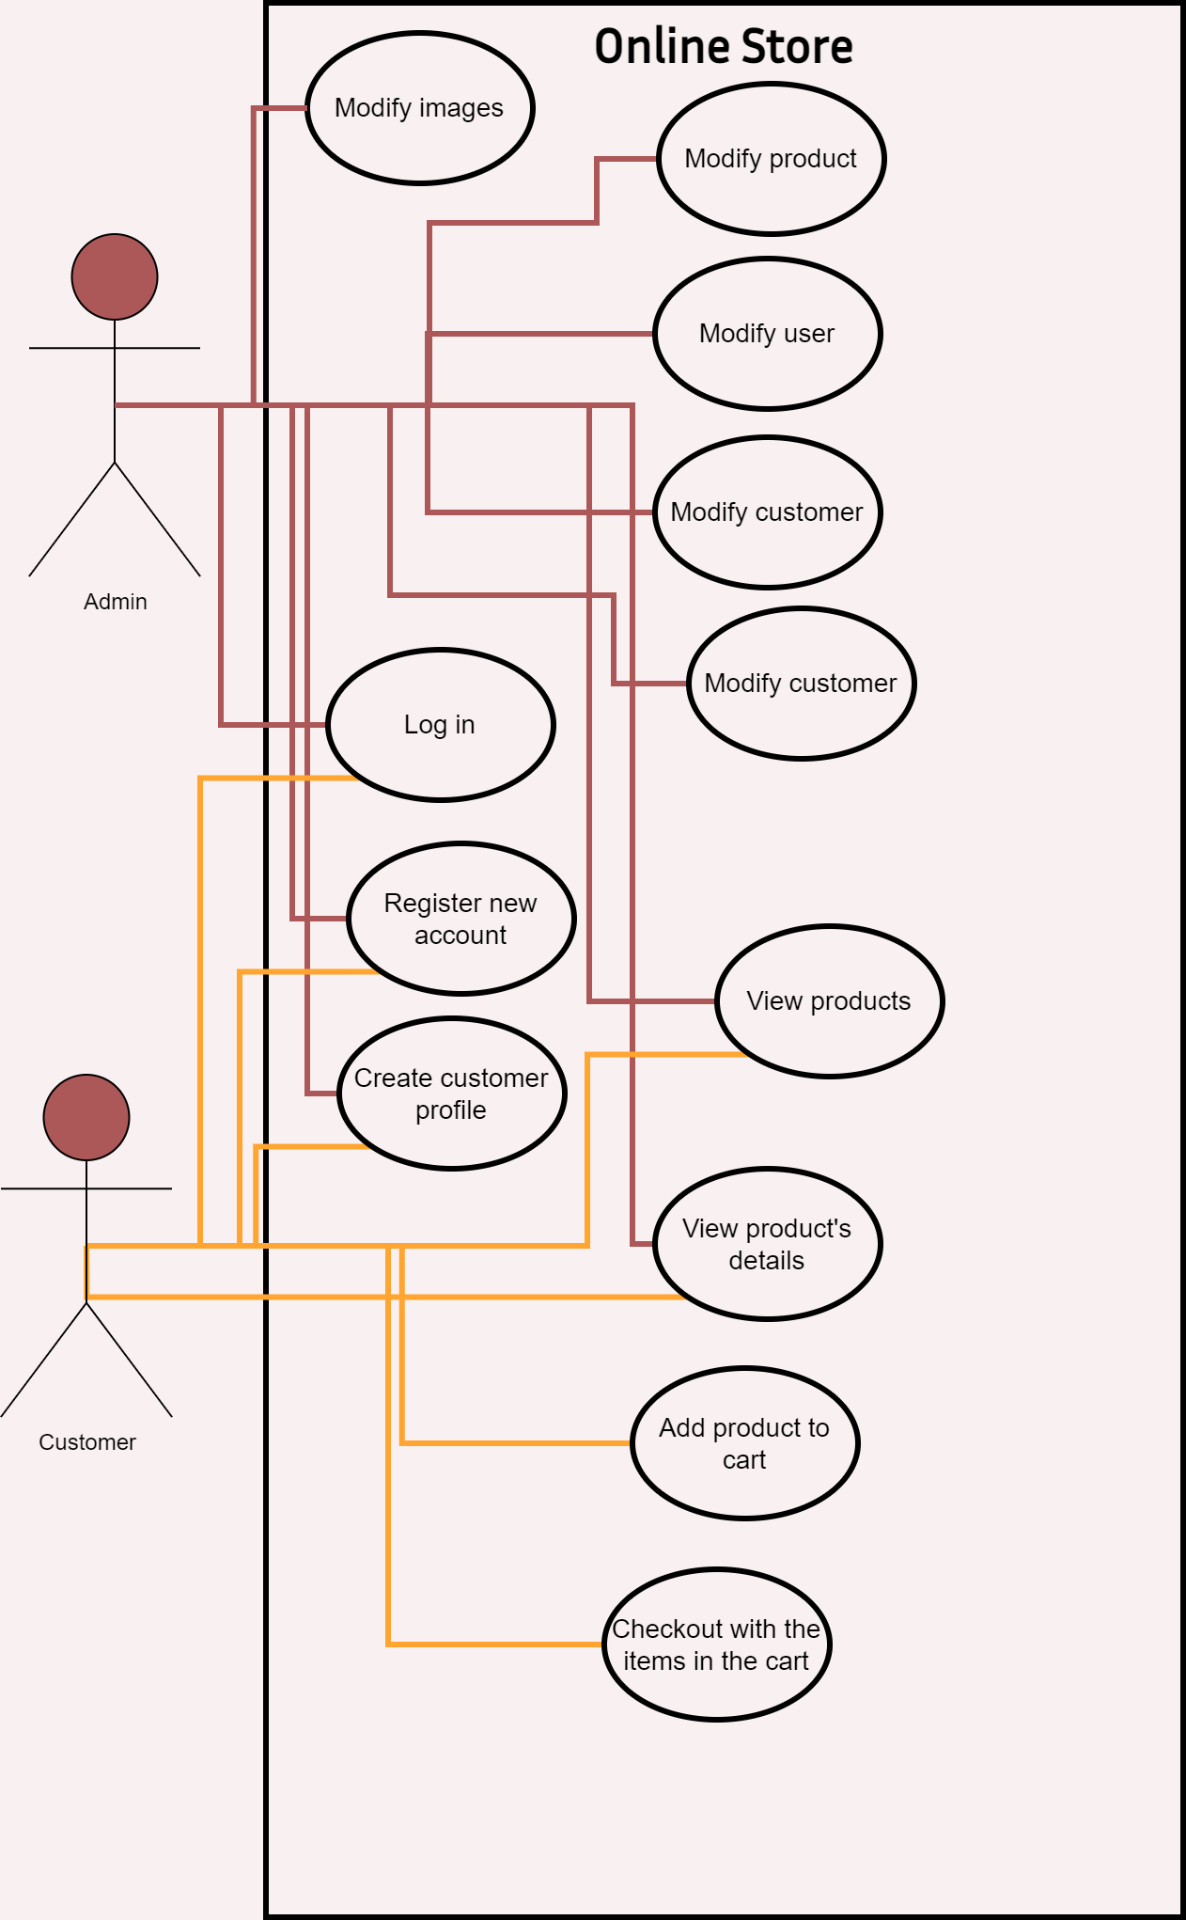 Online Store
Modify images
Modify product
Modify user
Modify customer
Admin
Modify customer
Log in
Register new
account
View products
Create customer
profile
View product's
details
Customer
Add product to
cart
Checkout with the
items in the cart